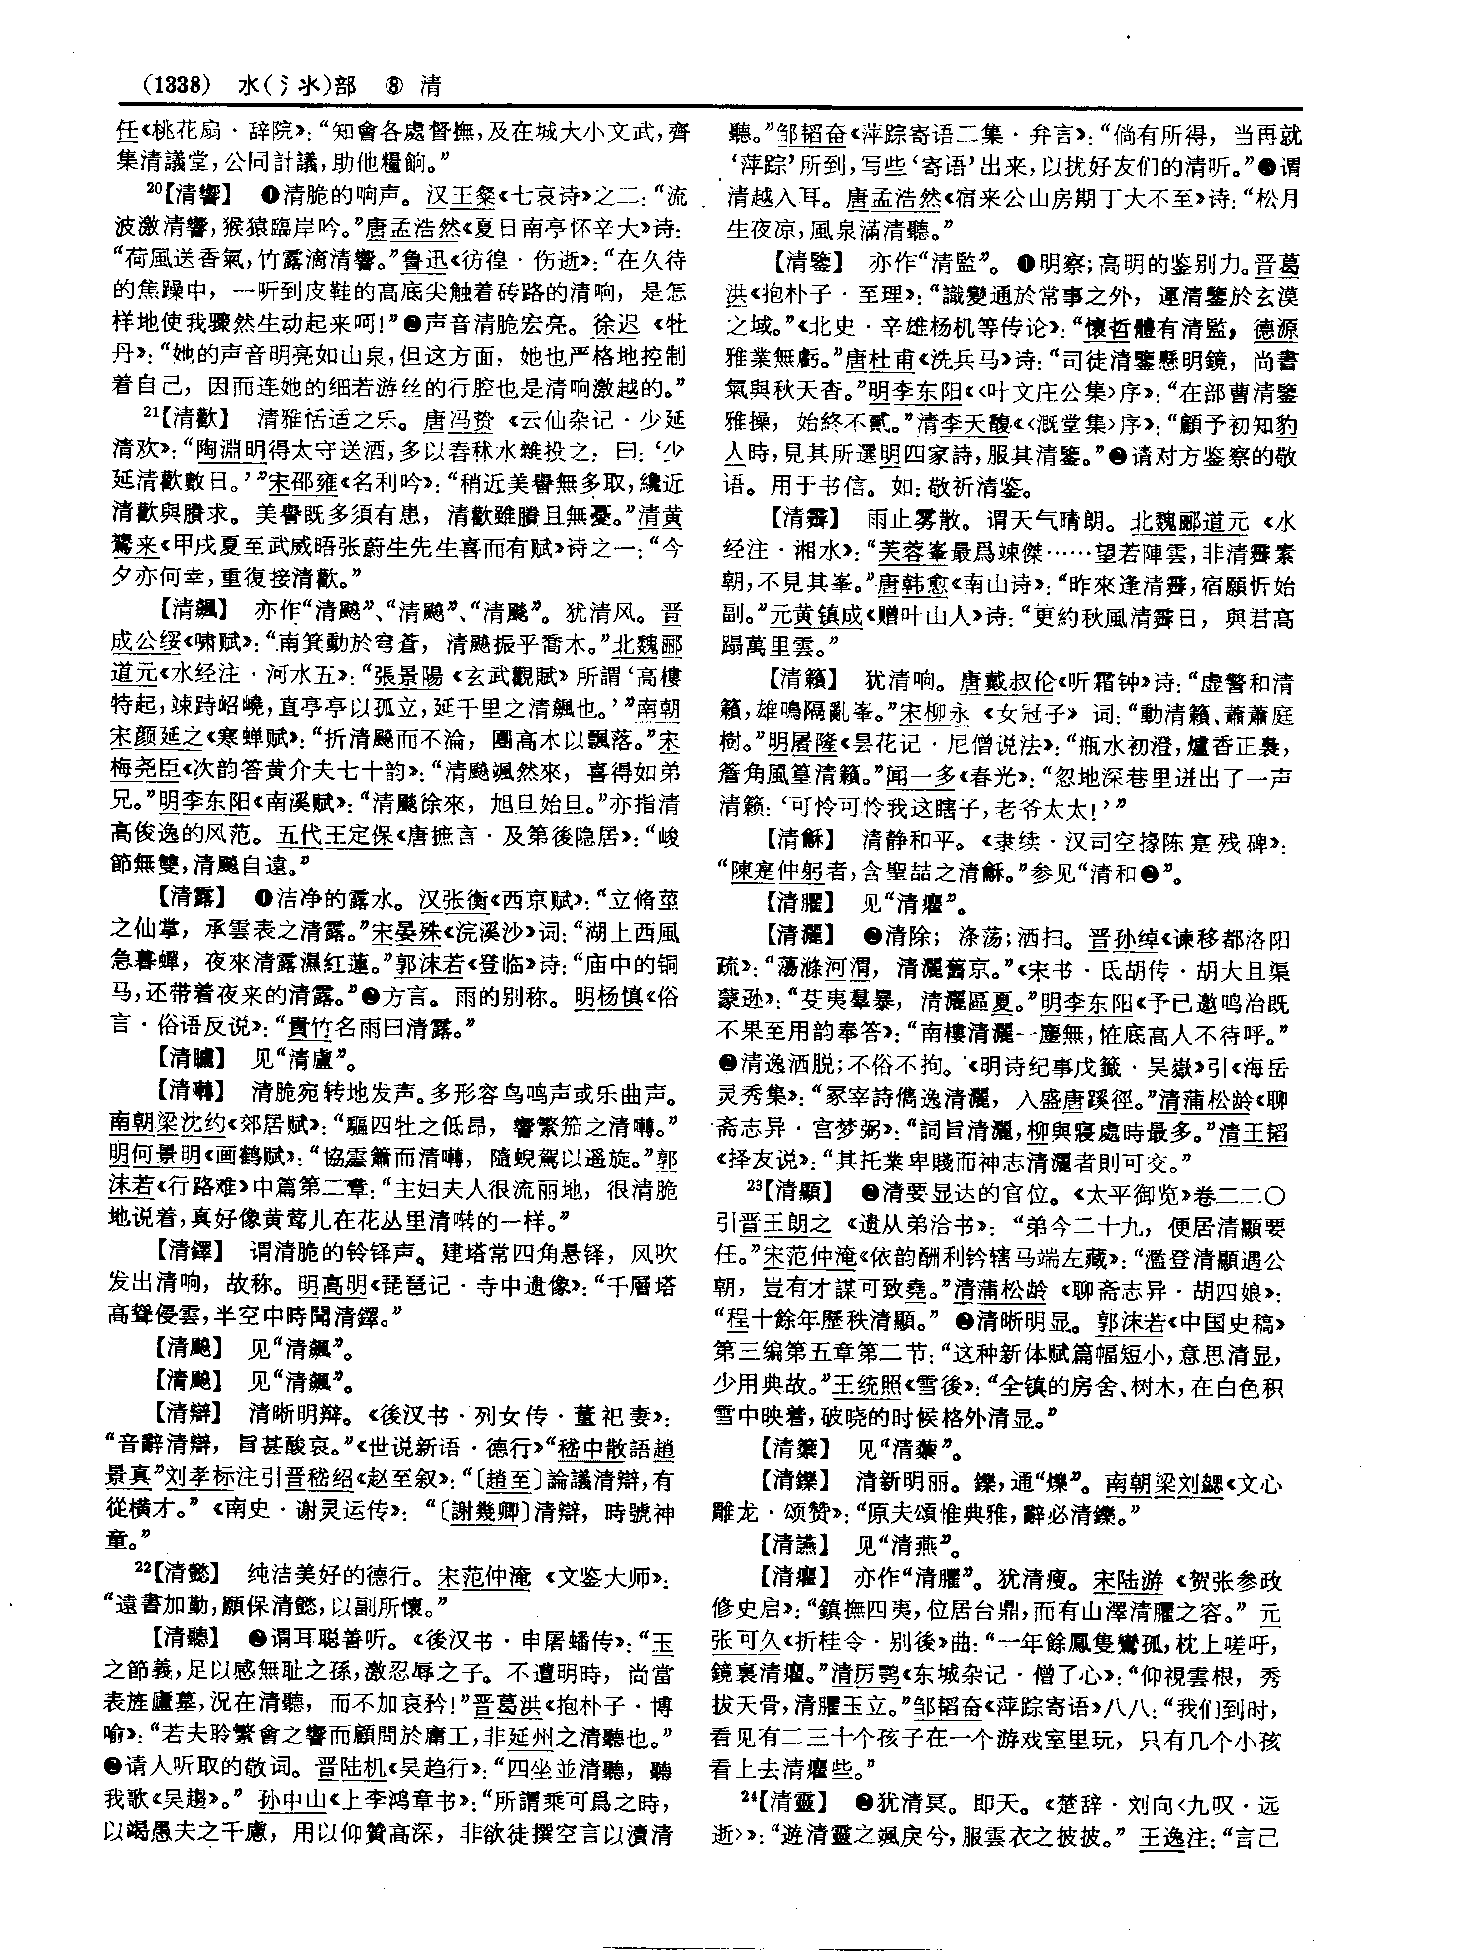 (1338) 水(氵氺)部 ⑧ 清
任《桃花扇·辞院》：“知會各處督撫，及在城大小文武，齊
集清議堂，公同計議，助他糧餉。”
20【清響】 ❶清脆的响声。汉王粲《七哀诗》之二：“流
波激清響，猴猿臨岸吟。”唐孟浩然《夏日南亭怀辛大》诗：
“荷風送香氣，竹露滴清響。”鲁迅《彷徨·伤逝》：“在久待
的焦躁中，一听到皮鞋的高底尖触着砖路的清响，是怎
样地使我骤然生动起来呵！”❷声音清脆宏亮。徐迟《牡
丹》：“她的声音明亮如山泉，但这方面，她也严格地控制
着自己，因而连她的细若游丝的行腔也是清响激越的。”
21【清歡】 清雅恬适之乐。唐冯贽《云仙杂记·少延
清欢》：“陶淵明得太守送酒，多以舂秫水雜投之，曰：‘少
延清歡數日。’”宋邵雍《名利吟》：“稍近美譽無多取，纔近
清歡與賸求。美譽既多須有患，清歡雖賸且無憂。”清黄
鷟来《甲戌夏至武威晤张蔚生先生喜而有赋》诗之一：“今
夕亦何幸，重復接清歡。”
【清飆】 亦作“清飈”、“清飇”、“清飚”。犹清风。晋
成公绥《啸赋》：“南箕動於穹蒼，清飈振乎喬木。”北魏郦
道元《水经注·河水五》：“張景陽《玄武觀賦》所謂‘高樓
特起，竦跱岧嶢，直亭亭以孤立，延千里之清飆也。’”南朝
宋颜延之《寒蝉赋》：“折清飈而不淪，團高木以飄落。”宋
梅尧臣《次韵答黄介夫七十韵》：“清飈颯然來，喜得如弟
兄。”明李东阳《南溪赋》：“清飚徐來，旭旦始旦。”亦指清
高俊逸的风范。五代王定保《唐摭言·及第後隐居》：“峻
節無雙，清飈自遠。”
【清露】 ❶洁净的露水。汉张衡《西京赋》：“立脩莖
之仙掌，承雲表之清露。”宋晏殊《浣溪沙》词：“湖上西風
急暮蟬，夜來清露濕紅蓮。”郭沫若《登临》诗：“庙中的铜
马，还带着夜来的清露。”❷方言。雨的别称。明杨慎《俗
言·俗语反说》：“貴竹名雨曰清露。”
【清矑】 见“清盧”。
【清囀】 清脆宛转地发声。多形容鸟鸣声或乐曲声。
南朝梁沈约《郊居赋》：“驅四牡之低昂，響繁笳之清囀。”
明何景明《画鹤赋》：“協靈簫而清囀，隨蜺駕以遥旋。”郭
沫若《行路难》中篇第二章：“主妇夫人很流丽地，很清脆
地说着，真好像黄莺儿在花丛里清啭的一样。”
【清鐸】 谓清脆的铃铎声。建塔常四角悬铎，风吹
发出清响，故称。明高明《琵琶记·寺中遗像》：“千層塔
高聳侵雲，半空中時聞清鐸。”
【清飈】 见“清飆”。
【清飇】 见“清飆”。
【清辯】 清晰明辩。《後汉书·列女传·董祀妻》：
“音辭清辯，旨甚酸哀。”《世说新语·德行》“嵇中散語趙
景真”刘孝标注引晋嵇绍《赵至叙》：“〔趙至〕論議清辯，有
從橫才。”《南史·谢灵运传》：“〔謝幾卿〕清辯，時號神
童。”
22【清懿】 纯洁美好的德行。宋范仲淹《文鉴大师》：
“遠書加勤，願保清懿，以副所懷。”
【清聽】 ❶谓耳聪善听。《後汉书·申屠蟠传》：“玉
之節義，足以感無耻之孫，激忍辱之子。不遭明時，尚當
表旌廬墓，況在清聽，而不加哀矜！”晋葛洪《抱朴子·博
喻》：“若夫聆繁會之響而顧問於庸工，非延州之清聽也。”
❷请人听取的敬词。晋陆机《吴趋行》：“四坐並清聽，聽
我歌《吴趨》。”孙中山《上李鸿章书》：“所謂乘可爲之時，
以竭愚夫之千慮，用以仰贊高深，非欲徒撰空言以瀆清
聽。”邹韬奋《萍踪寄语二集·弁言》：“倘有所得，当再就
‘萍踪’所到，写些‘寄语’出来，以扰好友们的清听。”❸谓
清越入耳。唐孟浩然《宿来公山房期丁大不至》诗：“松月
生夜凉，風泉滿清聽。”
【清鑒】 亦作“清監”。❶明察；高明的鉴别力。晋葛
洪《抱朴子·至理》：“識變通於常事之外，運清鑒於玄漠
之域。”《北史·辛雄杨机等传论》：“懷哲體有清監，德源
雅業無虧。”唐杜甫《洗兵马》诗：“司徒清鑒懸明鏡，尚書
氣與秋天杳。”明李东阳《〈叶文庄公集〉序》：“在部曹清鑒
雅操，始終不貳。”清李天馥《〈溉堂集〉序》：“顧予初知豹
人時，見其所選明四家詩，服其清鑒。”❷请对方鉴察的敬
语。用于书信。如：敬祈清鉴。
【清霽】 雨止雾散。谓天气晴朗。北魏郦道元《水
经注·湘水》：“芙蓉峯最爲竦傑……望若陣雲，非清霽素
朝，不見其峯。”唐韩愈《南山诗》：“昨來逢清霽，宿願忻始
副。”元黄镇成《赠叶山人》诗：“更約秋風清霽日，與君高
蹋萬里雲。”
【清籟】 犹清响。唐戴叔伦《听霜钟》诗：“虚警和清
籟，雄鳴隔亂峯。”宋柳永《女冠子》词：“動清籟、蕭蕭庭
樹。”明屠隆《昙花记·尼僧说法》：“瓶水初澄，爐香正裊，
簷角風篁清籟。”闻一多《春光》：“忽地深巷里迸出了一声
清籁：‘可怜可怜我这瞎子，老爷太太！’”
【清龢】 清静和平。《隶续·汉司空掾陈寔残碑》：
“陳寔仲躬者，含聖喆之清龢。”参见“清和❷”。
【清臞】 见“清癯”。
【清灑】 ❶清除；涤荡；洒扫。晋孙绰《谏移都洛阳
疏》：“蕩滌河渭，清灑舊京。”《宋书·氐胡传·胡大且渠
蒙逊》：“芟夷羣暴，清灑區夏。”明李东阳《予已邀鸣治既
不果至用韵奉答》：“南樓清灑一塵無，恠底高人不待呼。”
❷清逸洒脱；不俗不拘。《明诗纪事戊籤·吴嶽》引《海岳
灵秀集》：“冢宰詩儁逸清灑，入盛唐蹊徑。”清蒲松龄《聊
斋志异·宫梦弼》：“詞旨清灑，柳與寢處時最多。”清王韬
《择友说》：“其托業卑賤而神志清灑者則可交。”
23【清顯】 ❶清要显达的官位。《太平御览》卷二二〇
引晋王朗之《遗从弟洽书》：“弟今二十九，便居清顯要
任。”宋范仲淹《依韵酬利钤辖马端左藏》：“濫登清顯遇公
朝，豈有才謀可致堯。”清蒲松龄《聊斋志异·胡四娘》：
“程十餘年歷秩清顯。”❷清晰明显。郭沫若《中国史稿》
第三编第五章第二节：“这种新体赋篇幅短小，意思清显，
少用典故。”王统照《雪後》：“全镇的房舍、树木，在白色积
雪中映着，破晓的时候格外清显。”
【清鑠】 清新明丽。鑠，通“爍”。南朝梁刘勰《文心
雕龙·颂赞》：“原夫頌惟典雅，辭必清鑠。”
【清讌】 见“清燕”。
【清癯】 亦作“清臞”。犹清瘦。宋陆游《贺张参政
修史启》：“鎮撫四夷，位居台鼎，而有山澤清臞之容。”元
张可久《折桂令·别後》曲：“一年餘鳳隻鸞孤，枕上嗟吁，
鏡裏清癯。”清厉鹗《东城杂记·僧了心》：“仰視雲根，秀
拔天骨，清臞玉立。”邹韬奋《萍踪寄语》八八：“我们到时，
看见有二三十个孩子在一个游戏室里玩，只有几个小孩
看上去清癯些。”
24【清靈】 ❶犹清冥。即天。《楚辞·刘向〈九叹·远
逝〉》：“遊清靈之颯戾兮，服雲衣之披披。”王逸注：“言己